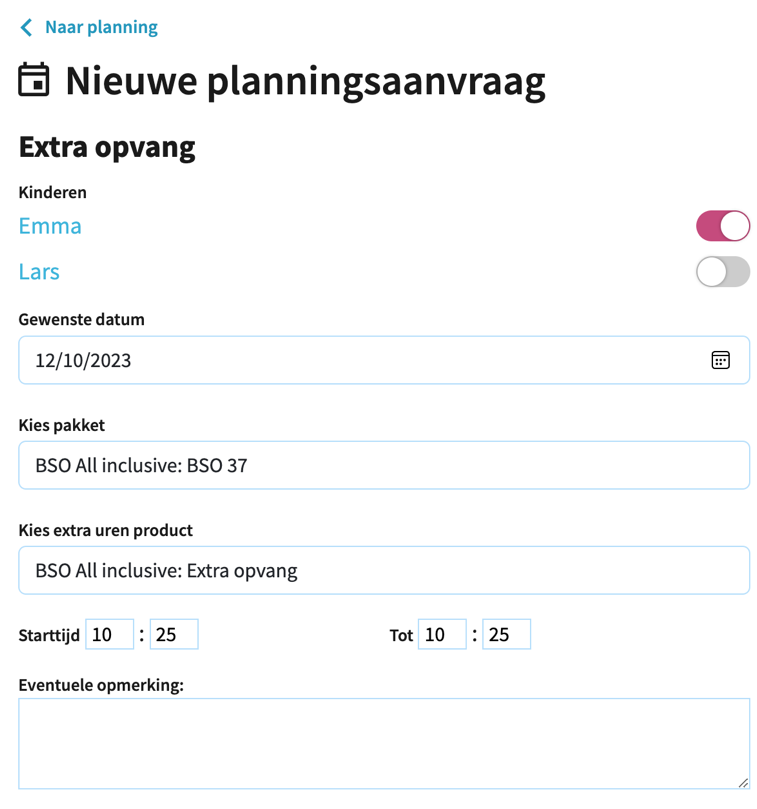 Naar planning
Nieuwe planningsaanvraag
Extra opvang
Kinderen
Emma
Lars
Gewenste datum
12/10/2023
Kies pakket
BSO All inclusive: BSO 37
Kies extra uren product
BSO All inclusive: Extra opvang
Starttijd 10 : 25 Tot 10 : 25
Eventuele opmerking: